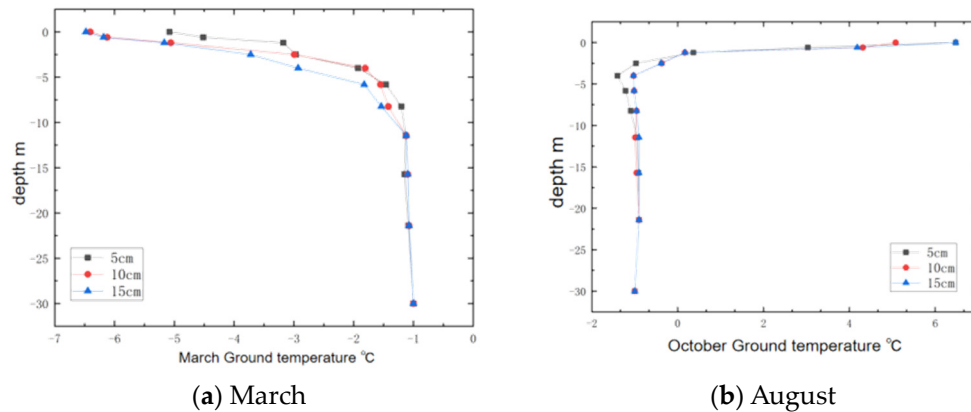 0
-5
-10
-15
-20
-25
-30
depth m
5cm
10cm
15cm
-7 -6 -5 -4 -3 -2 -1 0
March Ground temperature ℃
(a) March
0
-5
-10
-15
-20
-25
-30
depth m
5cm
10cm
15cm
-2 0 2 4 6
October Ground temperature ℃
(b) August